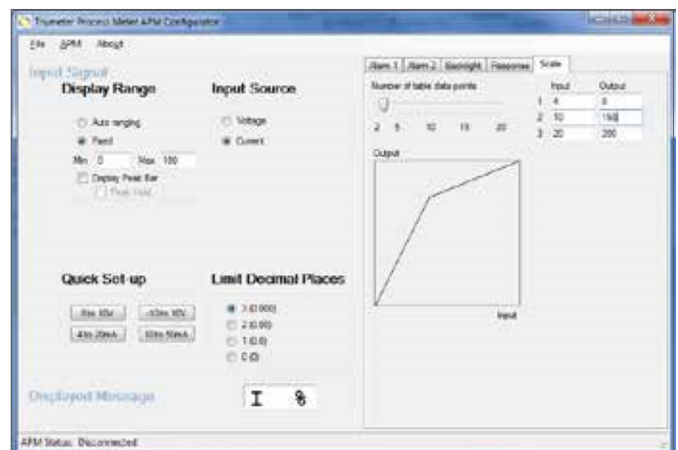 Trumeter Process Meter APM Configurator
File APM About
Input Signal
Display Range
Auto ranging
Fixed
Min 0 Max 100
Display Peak Bar
Peak Hold
Input Source
Voltage
Current
Quick Set-up
0 to 10V
-10 to 10V
4 to 20mA
10 to 50mA
Limit Decimal Places
3 (0.000)
2 (0.00)
1 (0.0)
0 (0)
Displayed Message
I %
Alarm 1 Alarm 2 Backlight Response Scale
Number of table data points
2 5 10 15 20
Input Output
1 4 0
2 10 150
3 20 200
Output
Input
APM Status: Disconnected